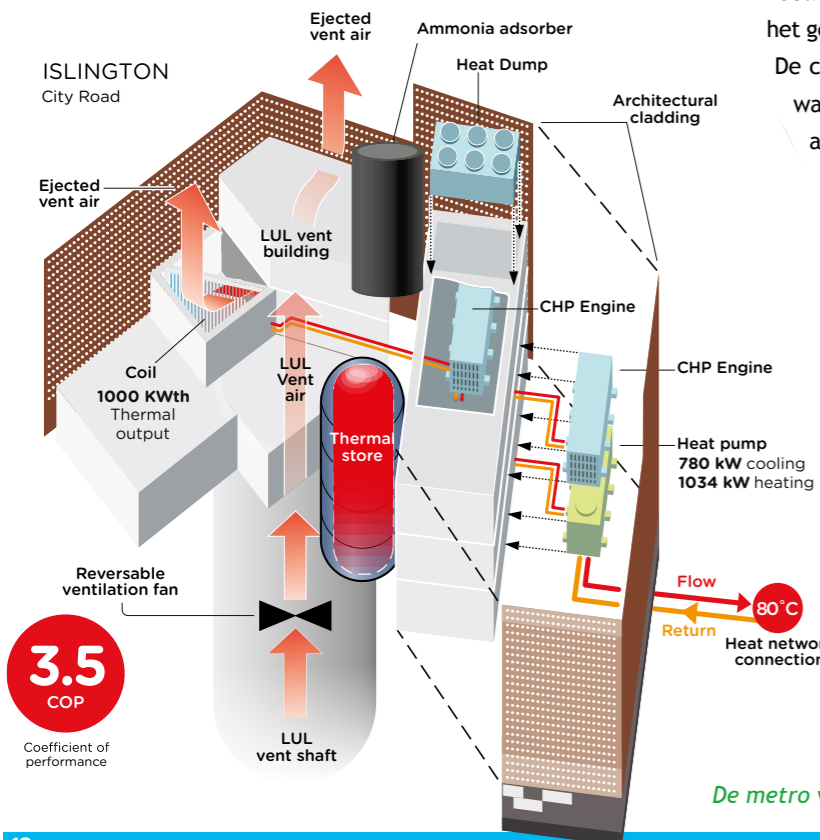 ISLINGTON
City Road
Ejected
vent air
Ammonia adsorber
Heat Dump
Architectural
cladding
het
De
Ejected
vent air
LUL vent
building
CHP Engine
Coil
1000 KWth
Thermal
output
LUL
Vent
air
Thermal
store
CHP Engine
Heat pump
780 kW cooling
1034 kW heating
Reversable
ventilation fan
Flow
80°C
Return
Heat network
connection
3.5
COP
Coefficient of
performance
LUL
vent shaft
De metro